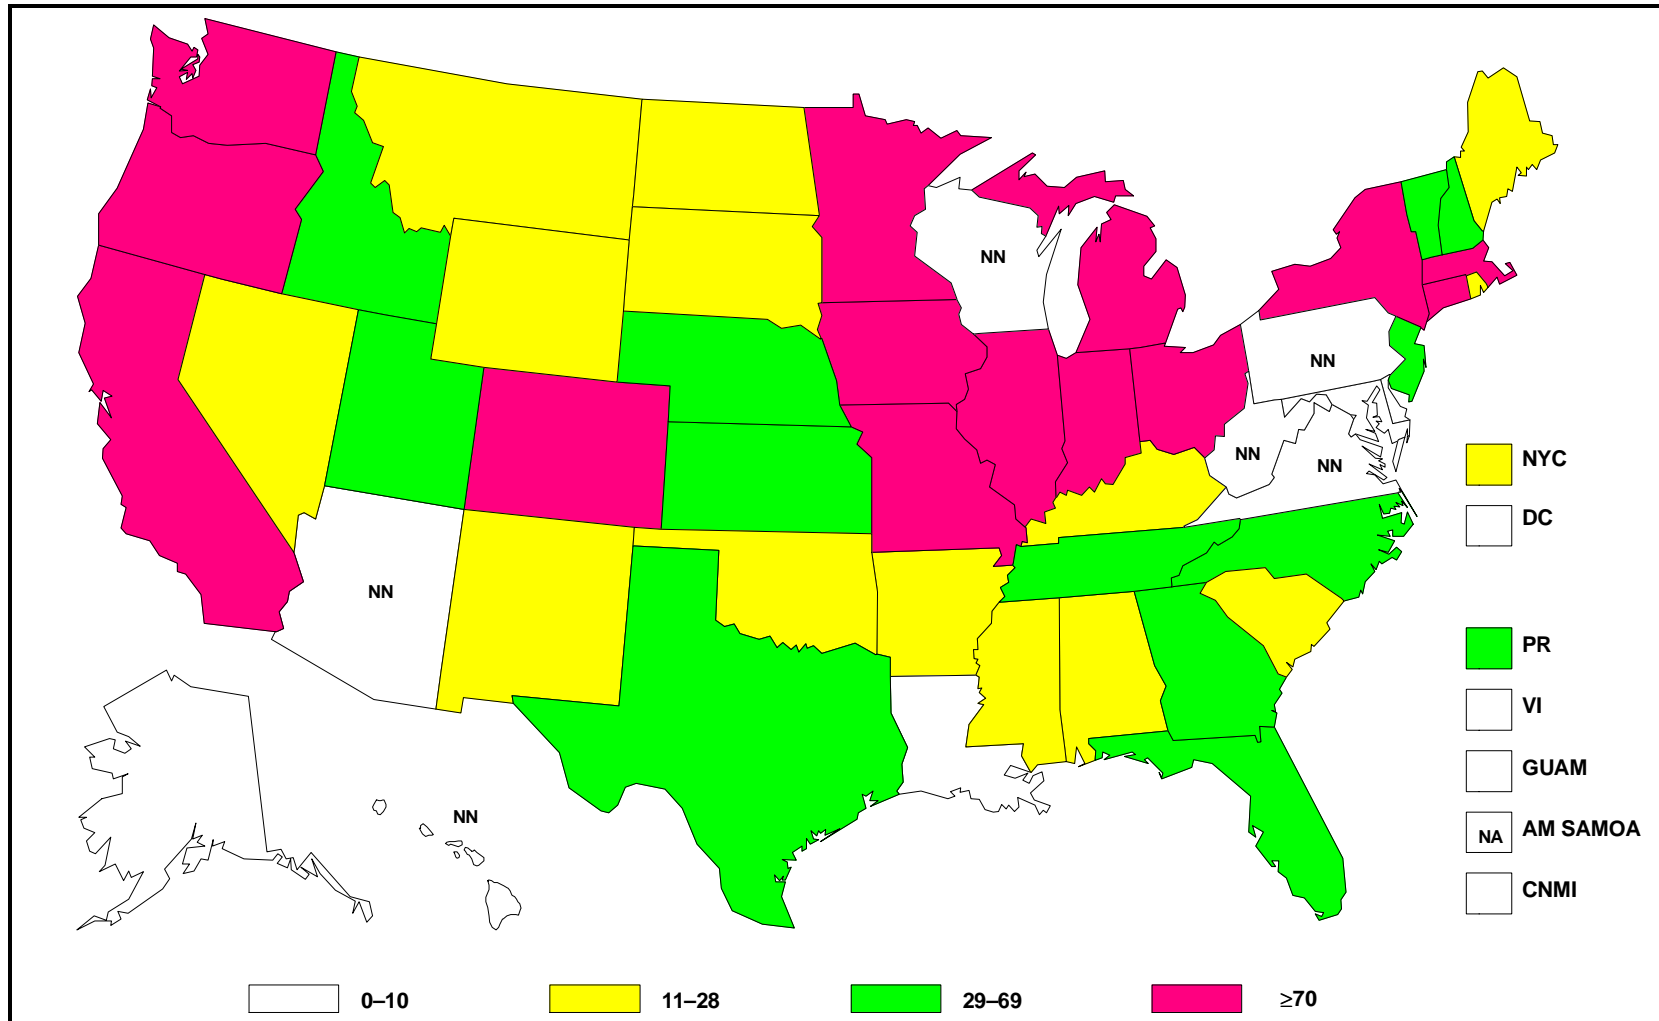 NN
NN
NN
NN
NYC
DC
NN
PR
VI
GUAM
NN
NA AM SAMOA
CNMI
0–10 11–28 29–69 ≥70